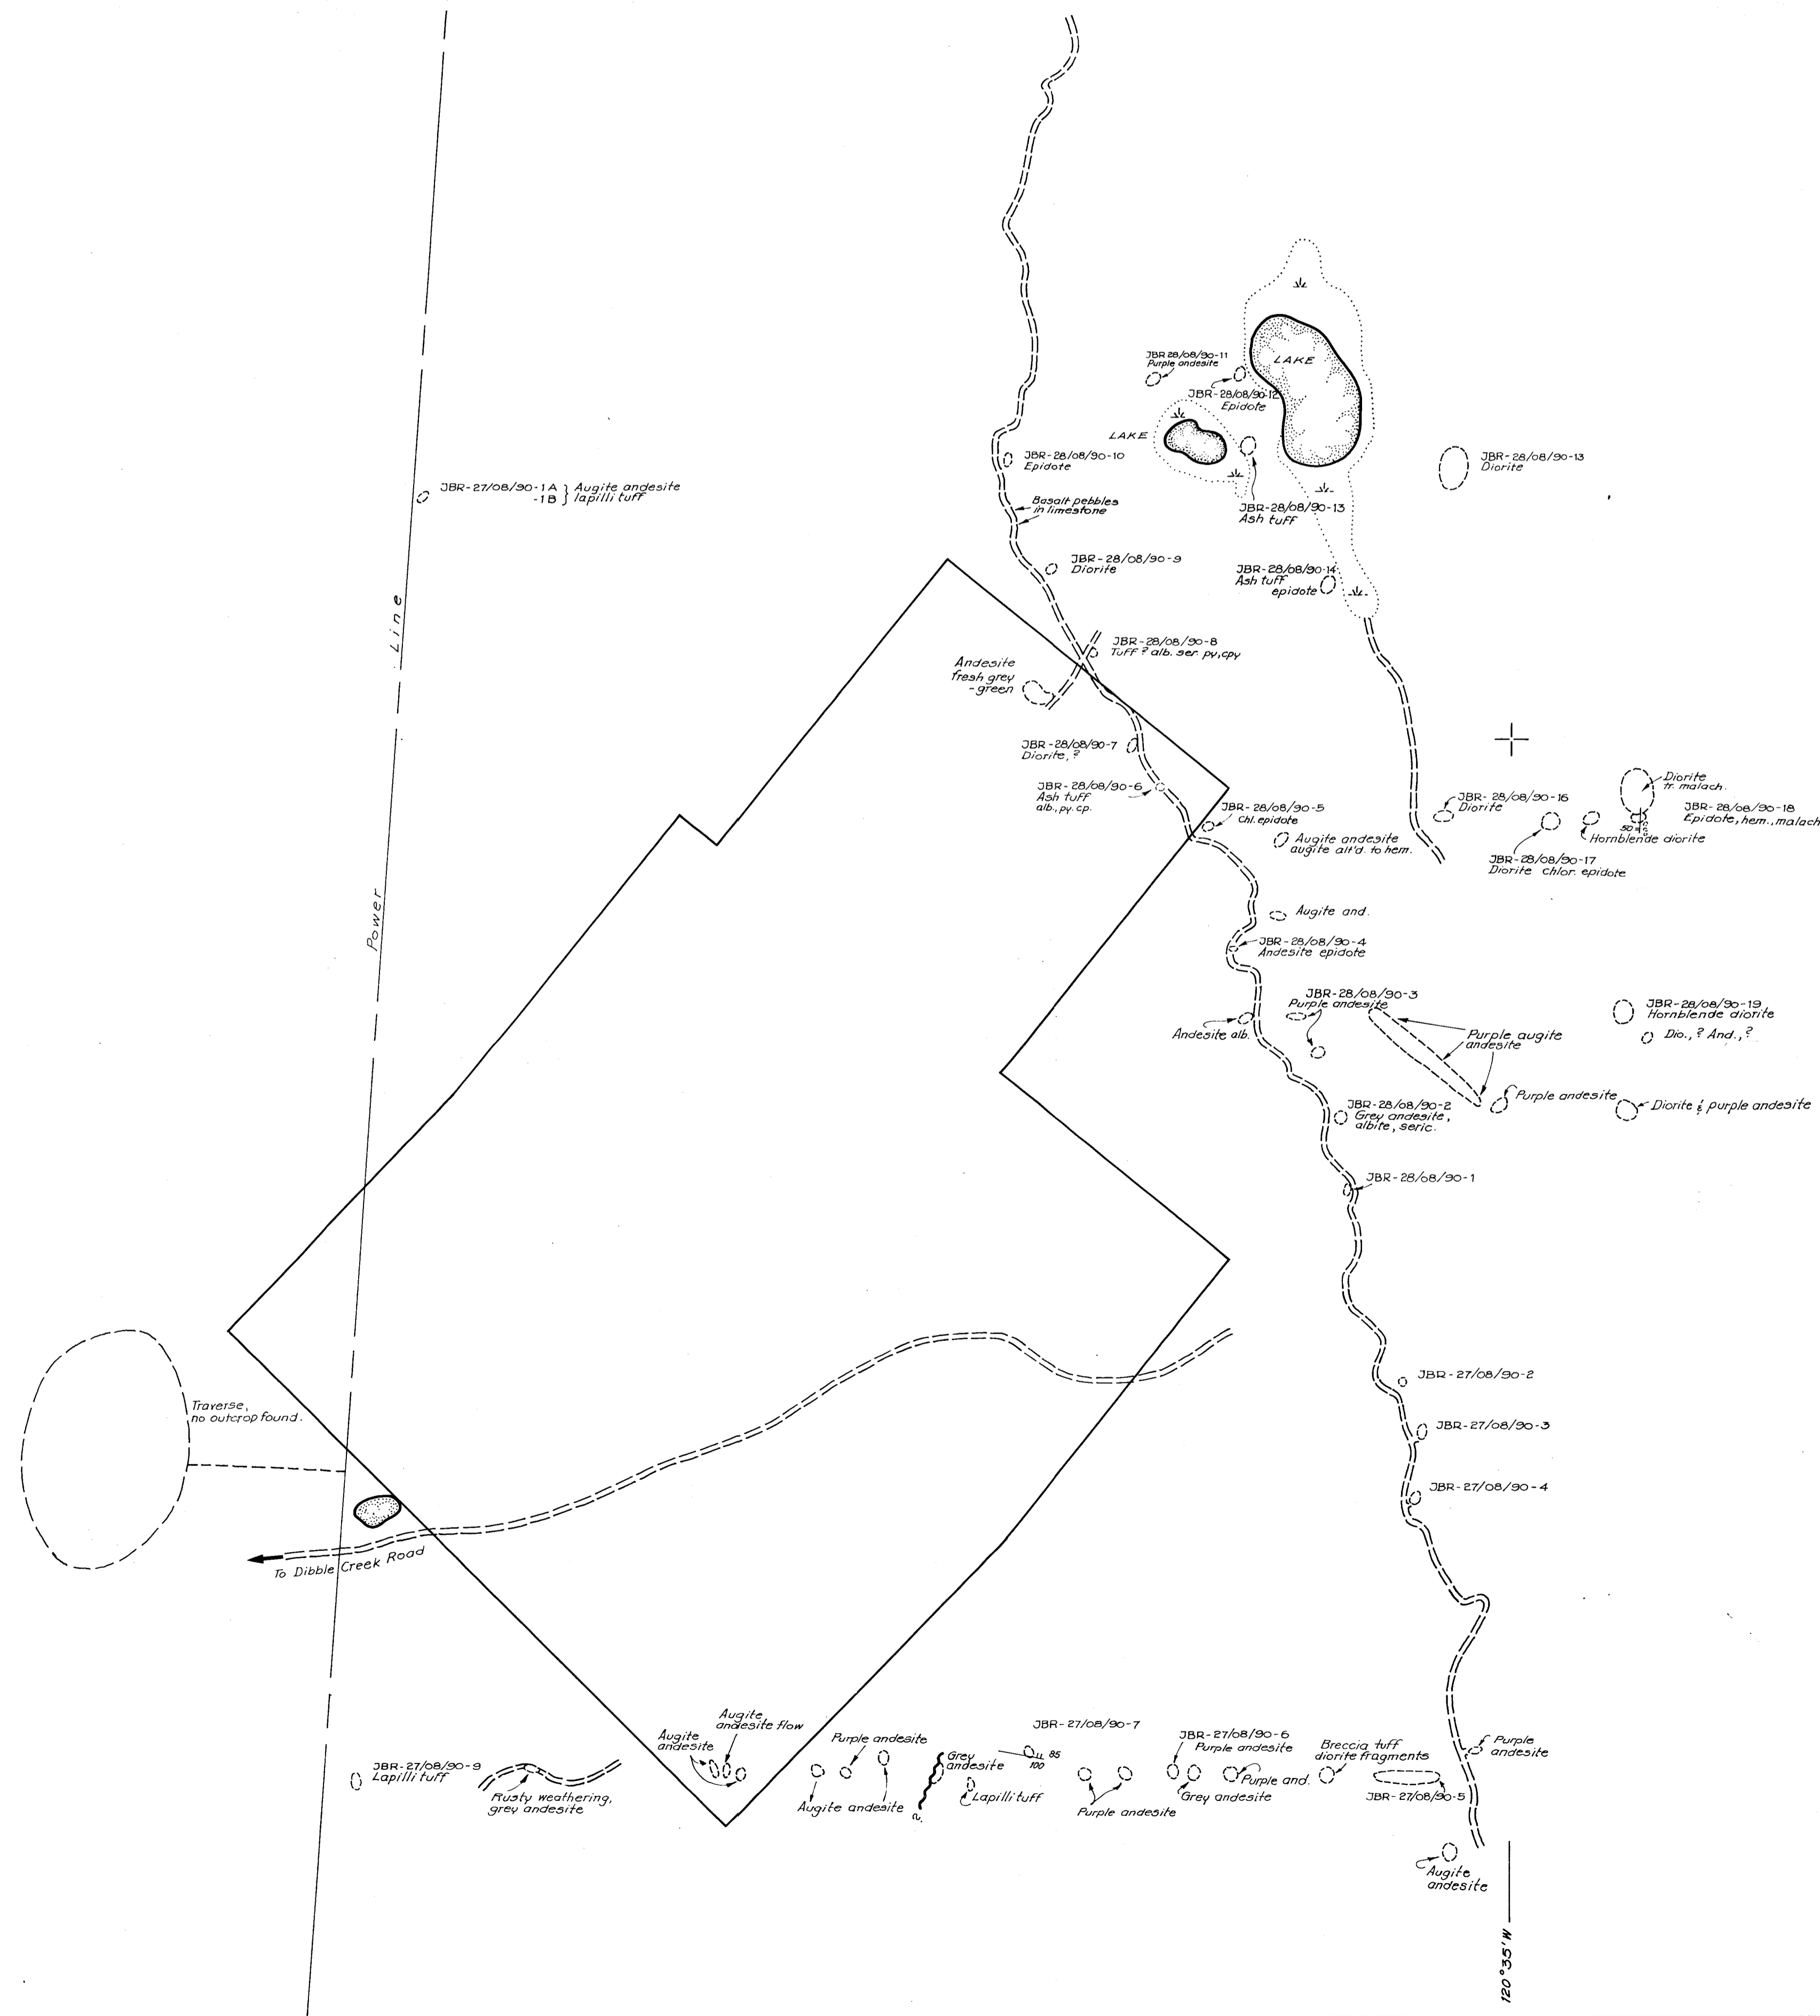 LAKE
JBR 28/08/90-11
Purple andesite
JBR-28/08/90-12
Epidote
LAKE
JBR-28/08/90-10
Epidote
JBR-28/08/90-13
Diorite
JBR-27/08/90-1A } Augite andesite
-1B } lapilli tuff
Basalt pebbles
in limestone
JBR-28/08/90-13
Ash tuff
JBR-28/08/90-9
Diorite
JBR-28/08/90-14
Ash tuff
epidote
Power Line
JBR-28/08/90-8
Tuff ? alb. ser. py, cpy
Andesite
fresh grey
-green
JBR-28/08/90-7
Diorite, ?
JBR-28/08/90-6
Ash tuff
alb., py. cp.
JBR-28/08/90-5
Chl. epidote
Augite andesite
augite alt'd. to hem.
JBR-28/08/90-16
Diorite
Diorite
tr. malach.
JBR-28/08/90-18
Epidote, hem., malach
50
Hornblende diorite
JBR-28/08/90-17
Diorite chlor. epidote
Augite and.
JBR-28/08/90-4
Andesite epidote
JBR-28/08/90-3
Purple andesite
Andesite alb.
Purple augite
andesite
JBR-28/08/90-19
Hornblende diorite
Dio., ? And., ?
Purple andesite
Diorite & purple andesite
JBR-28/08/90-2
Grey andesite,
albite, seric.
JBR-28/08/90-1
JBR-27/08/90-2
JBR-27/08/90-3
JBR-27/08/90-4
Traverse,
no outcrop found.
To Dibble Creek Road
JBR-27/08/90-9
Lapilli tuff
Rusty weathering,
grey andesite
Augite
andesite
Augite
andesite flow
Purple andesite
Augite andesite
Grey
andesite
?
Lapilli tuff
JBR-27/08/90-7
85
100
Purple andesite
JBR-27/08/90-6
Purple andesite
Grey andesite
Purple and.
Breccia tuff
diorite fragments
JBR-27/08/90-5
Purple
andesite
Augite
andesite
120°35'W